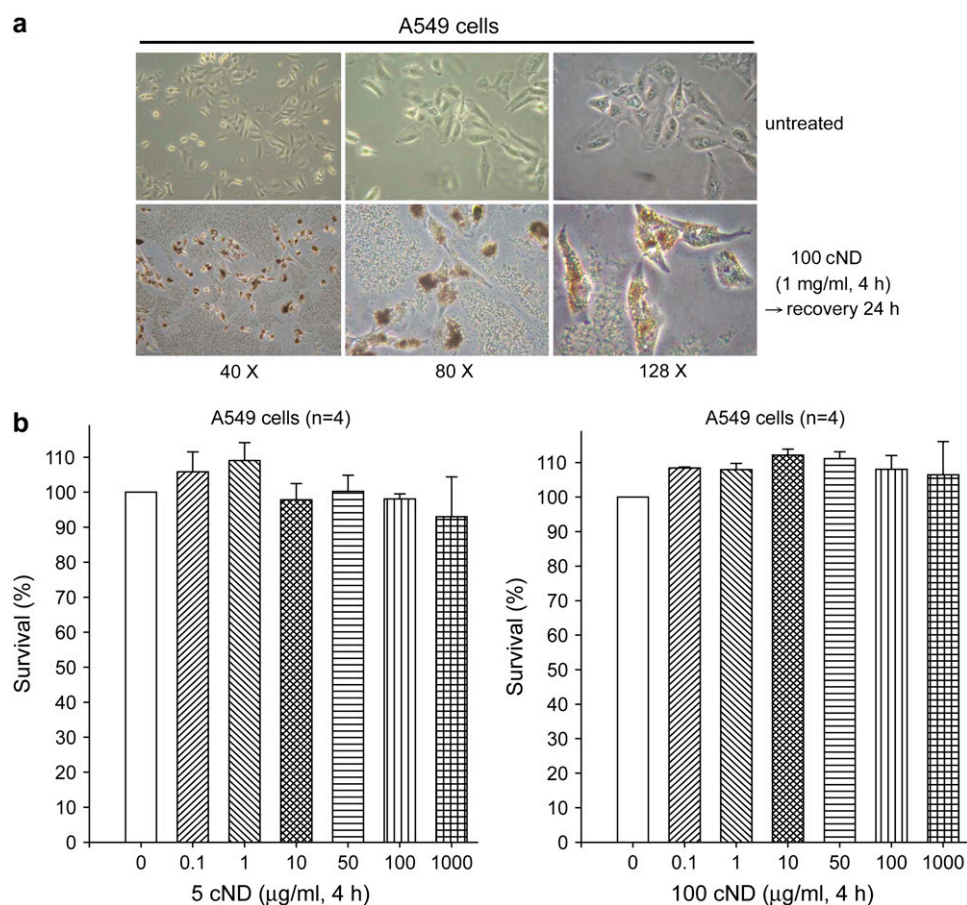 a
A549 cells
untreated
100 cND
(1 mg/ml, 4 h)
→ recovery 24 h
40 X 80 X 128 X
b
A549 cells (n=4)
Survival (%)
110
100
90
80
70
60
50
40
30
20
10
0
0 0.1 1 10 50 100 1000
5 cND (µg/ml, 4 h)
A549 cells (n=4)
Survival (%)
110
100
90
80
70
60
50
40
30
20
10
0
0 0.1 1 10 50 100 1000
100 cND (µg/ml, 4 h)